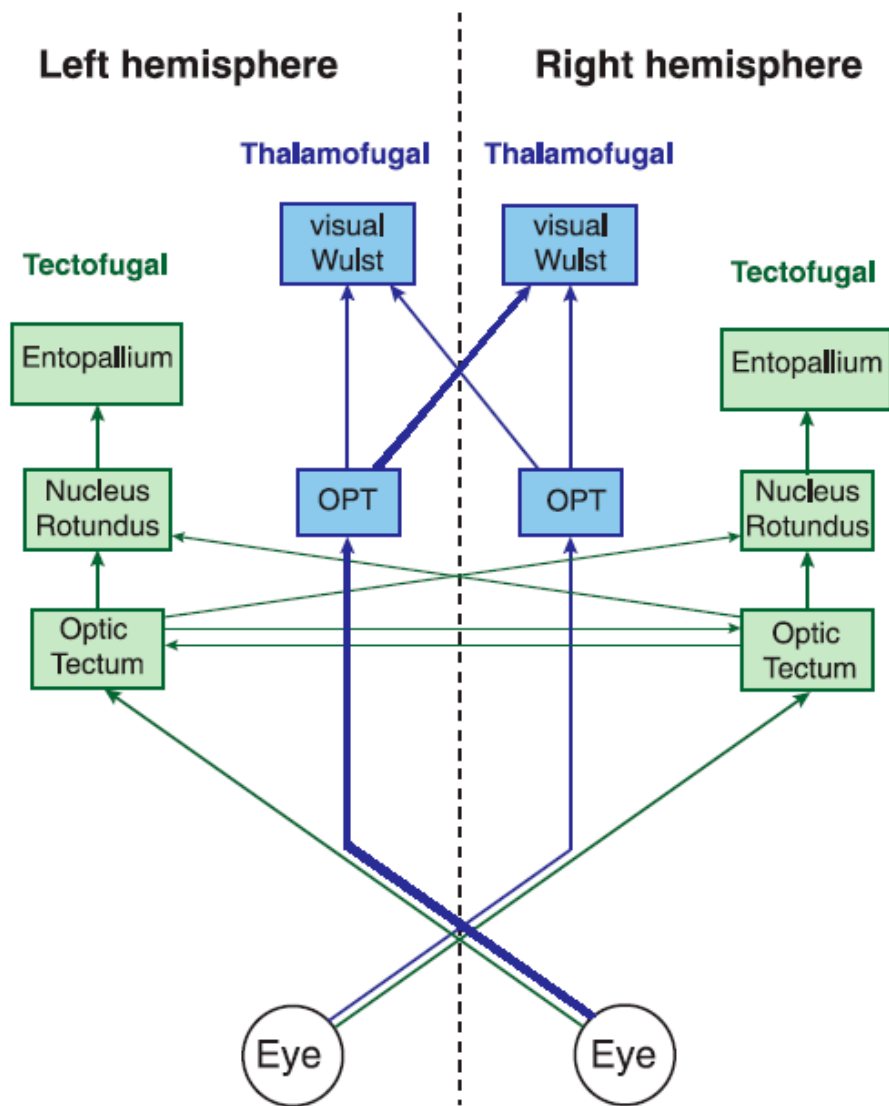 Left hemisphere
Right hemisphere
Thalamofugal
Thalamofugal
visual
Wulst
visual
Wulst
Tectofugal
Tectofugal
Entopallium
Entopallium
Nucleus
Rotundus
OPT
OPT
Nucleus
Rotundus
Optic
Tectum
Optic
Tectum
Eye
Eye